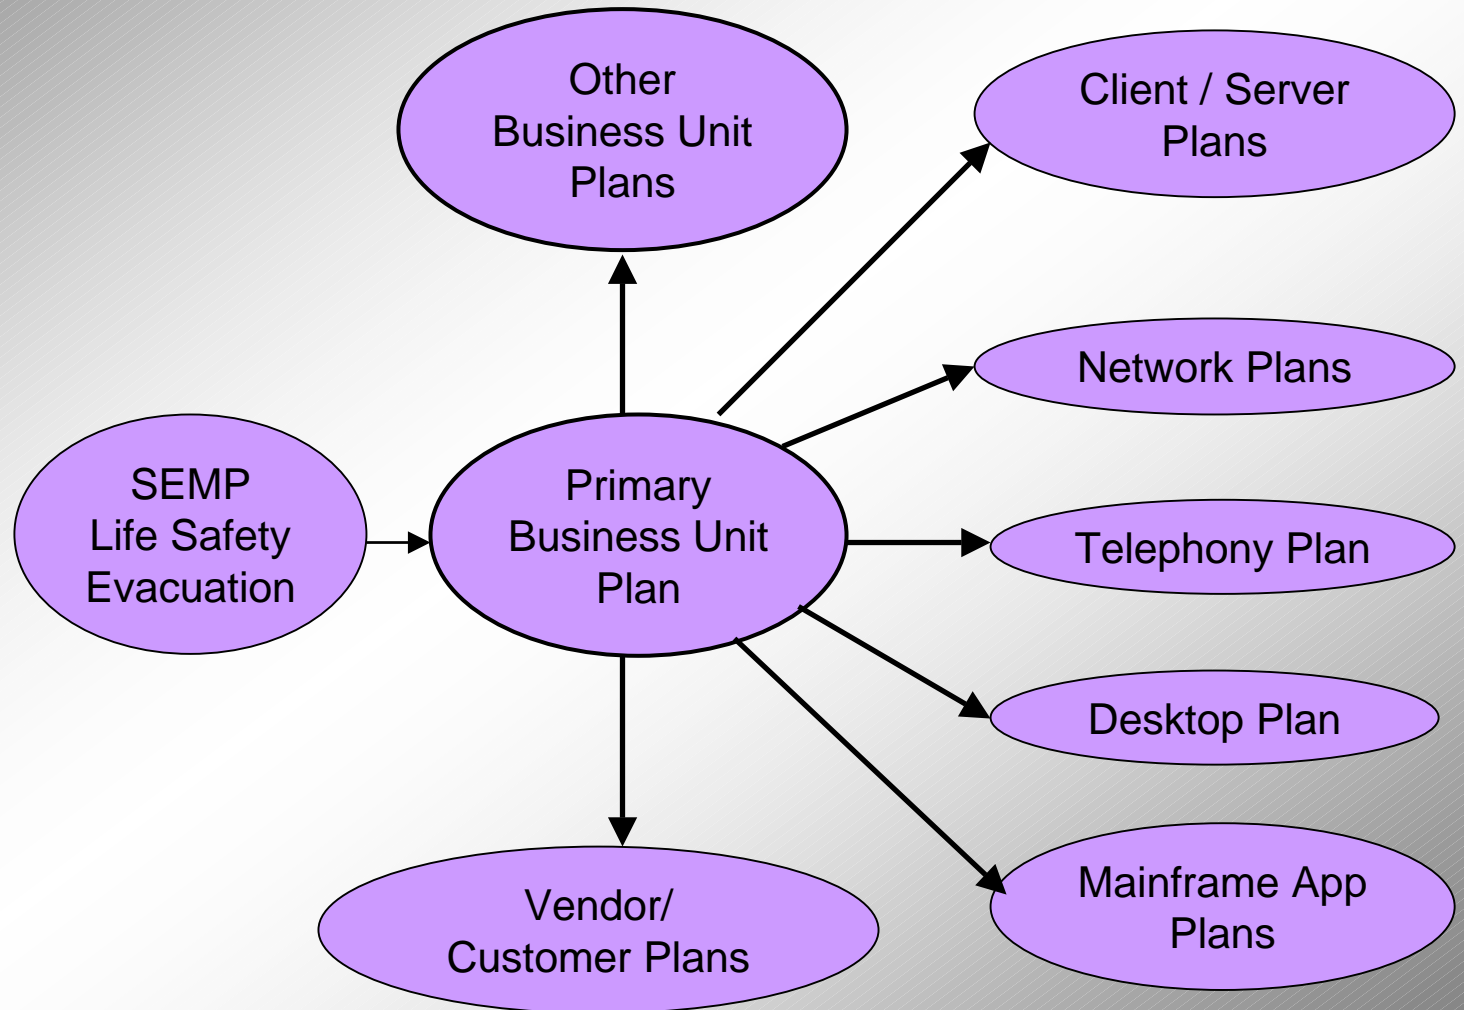 Other
Business Unit
Plans
Client / Server
Plans
Network Plans
SEMP
Life Safety
Evacuation
Primary
Business Unit
Plan
Telephony Plan
Desktop Plan
Vendor/
Customer Plans
Mainframe App
Plans